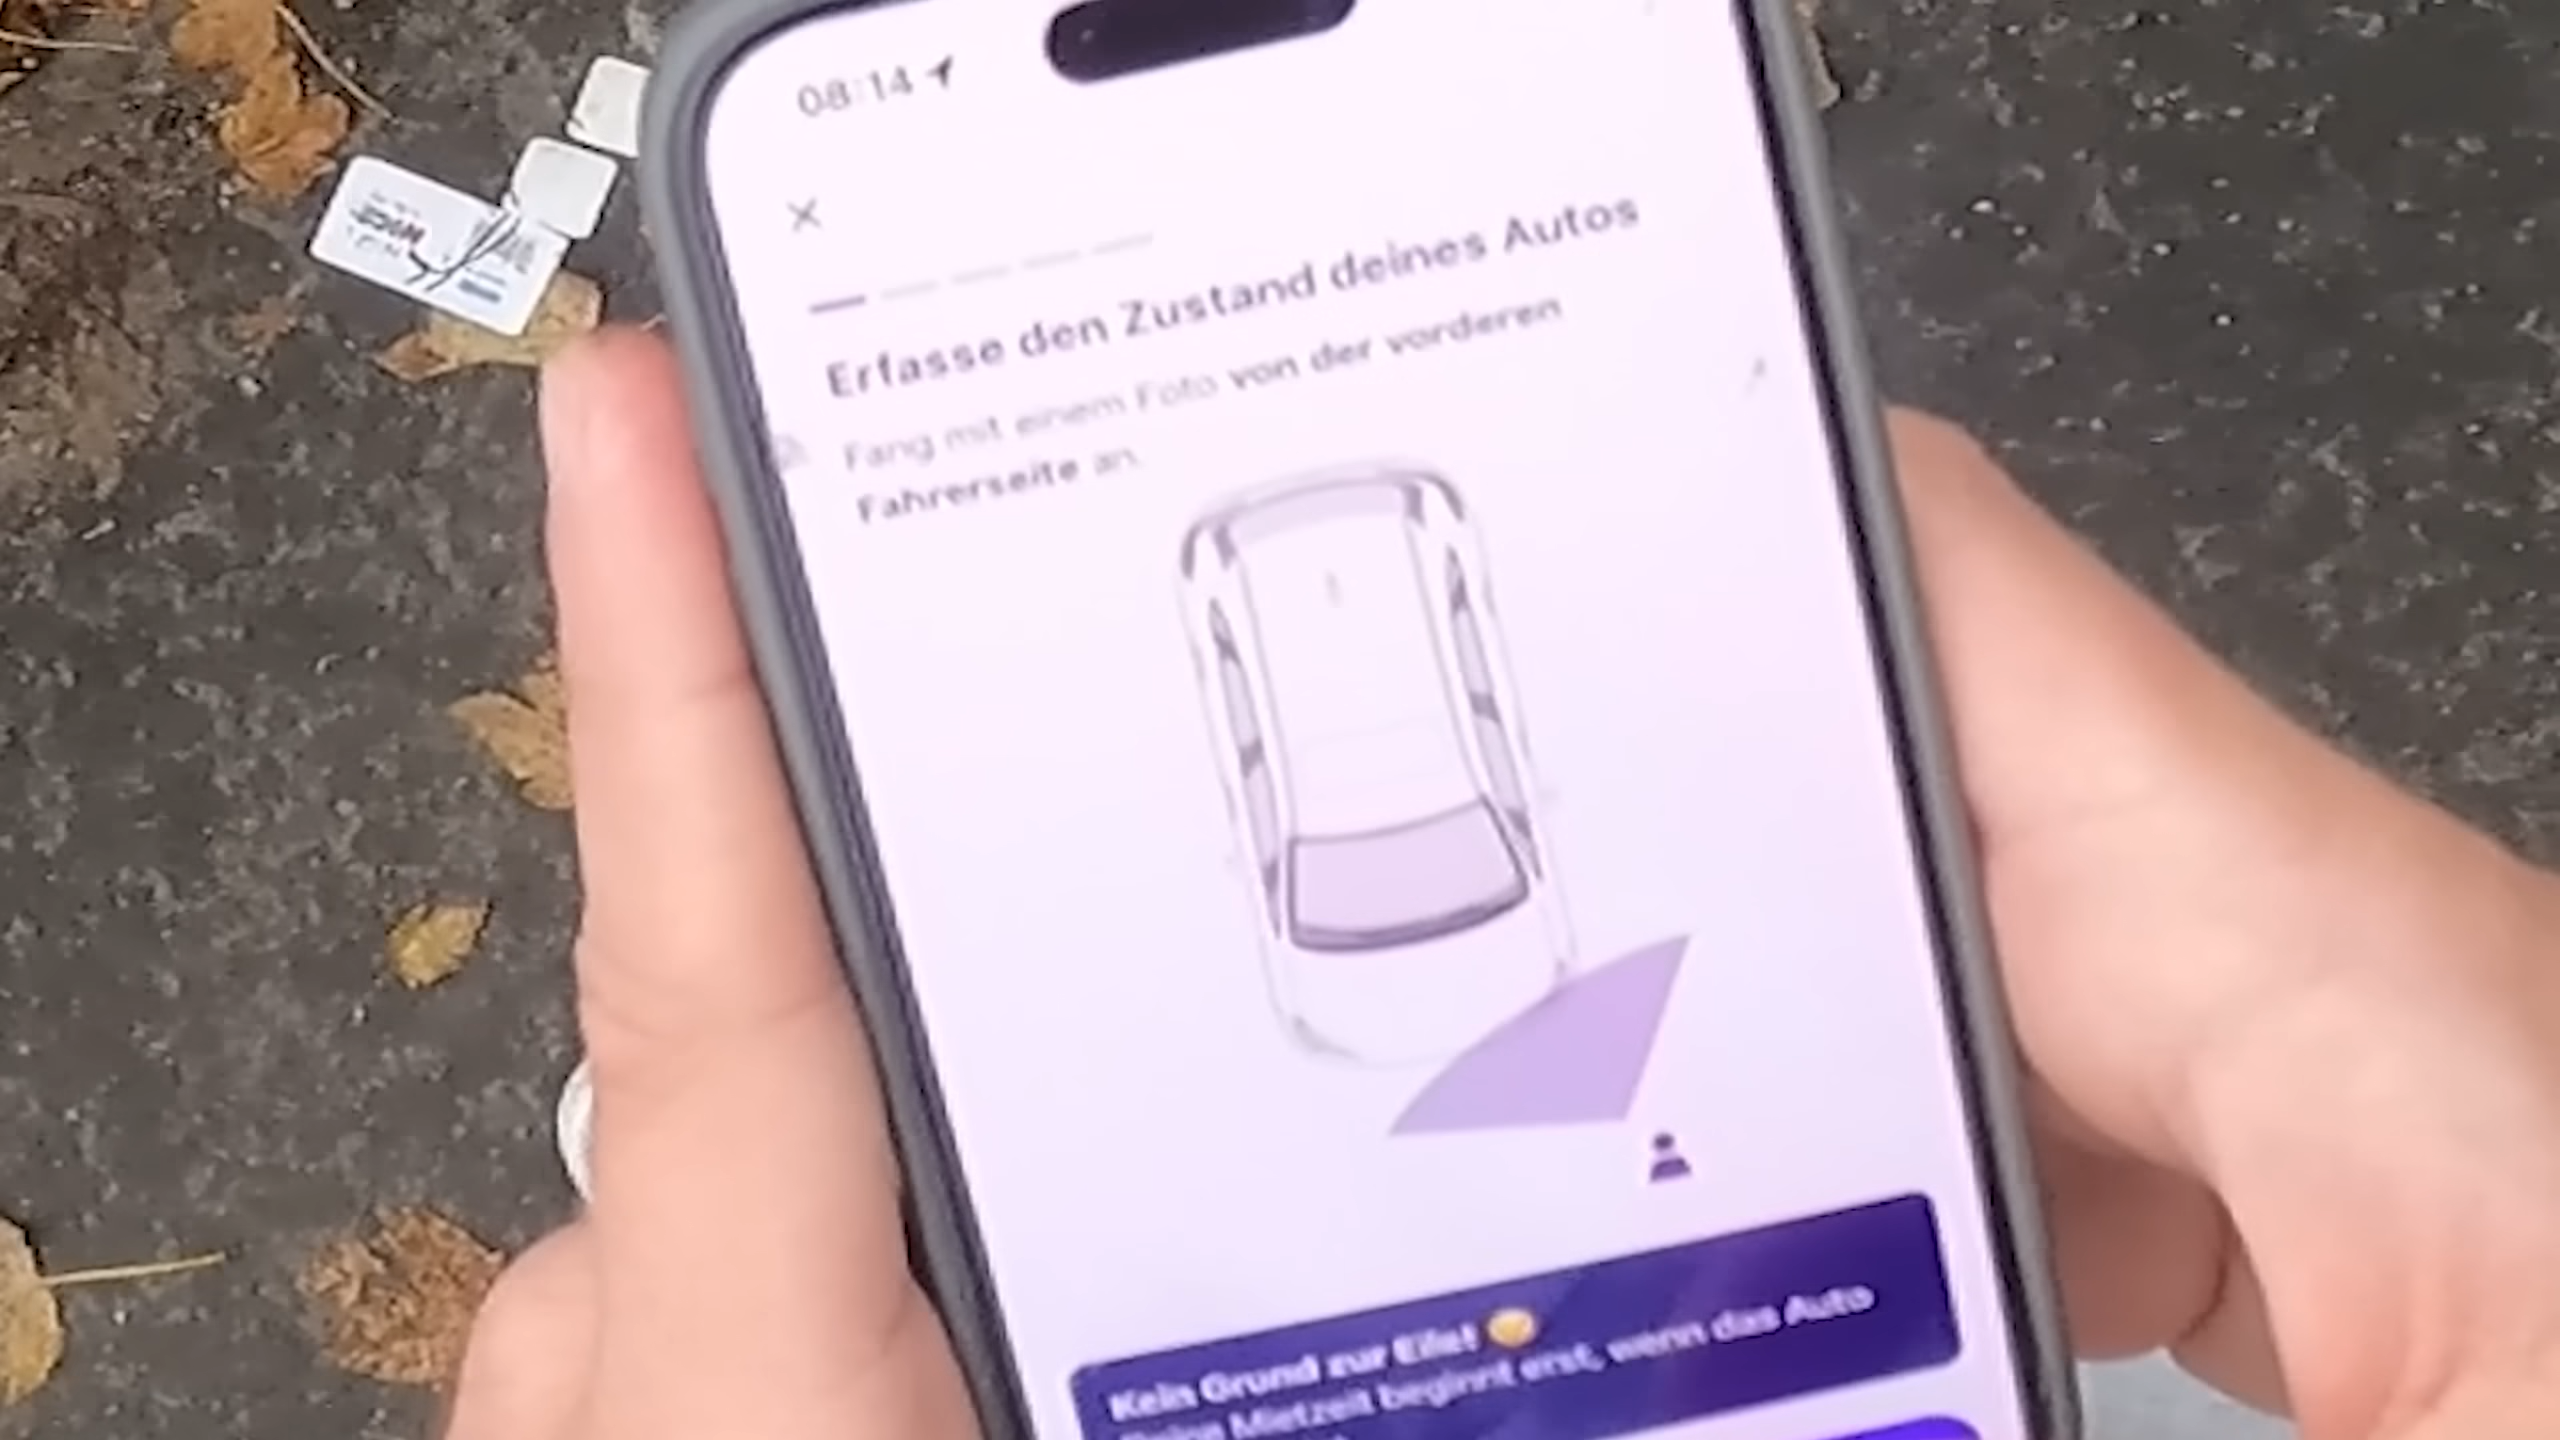 08:14
Erfasse den Zustand deines Autos
Fang mit einem Foto von der vorderen
Fahrerseite an.
Kein Grund zur Eile!
Deine Mietzeit beginnt erst, wenn das Auto